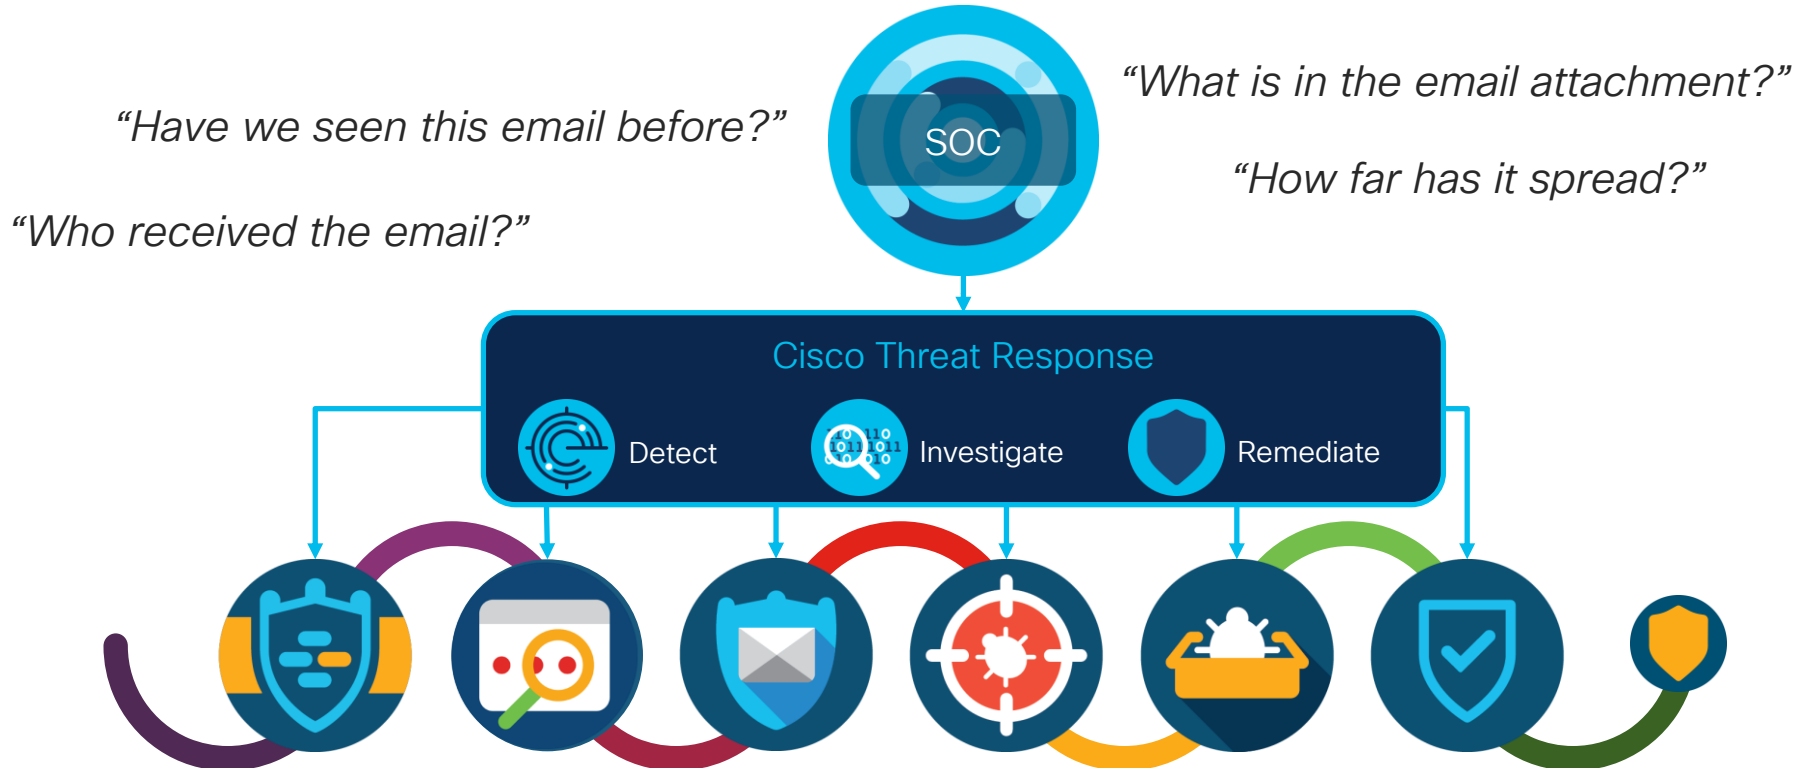 “What is in the email attachment?”
“Have we seen this email before?”
SOC
“How far has it spread?”
“Who received the email?”
Cisco Threat Response
Detect
Investigate
Remediate